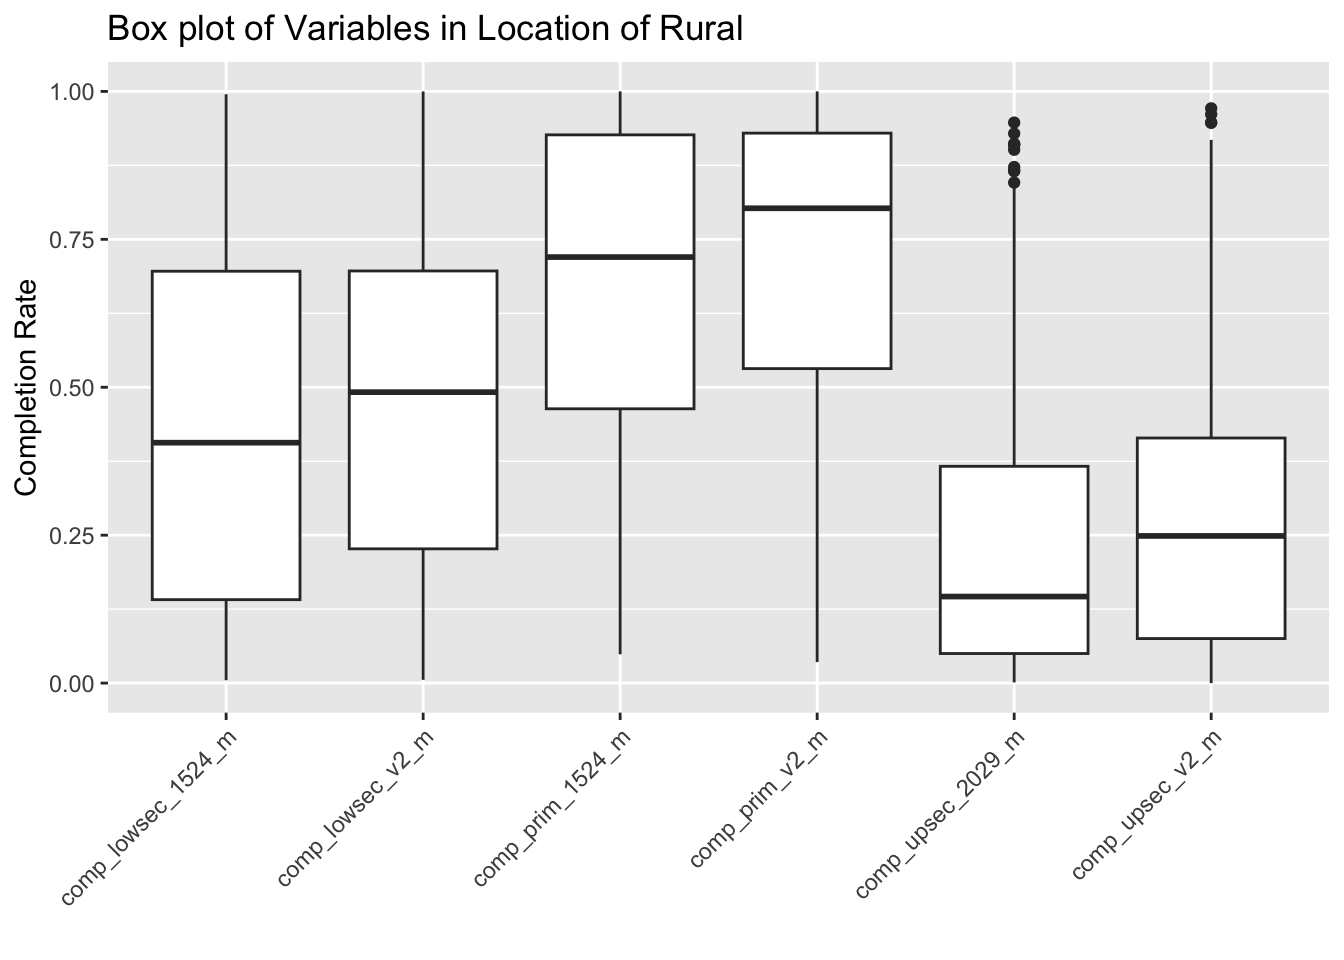 Box plot of Variables in Location of Rural
Completion Rate
1.00
0.75
0.50
0.25
0.00
comp_lowsec_1524_m
comp_lowsec_v2_m
comp_prim_1524_m
comp_prim_v2_m
comp_upsec_2029_m
comp_upsec_v2_m